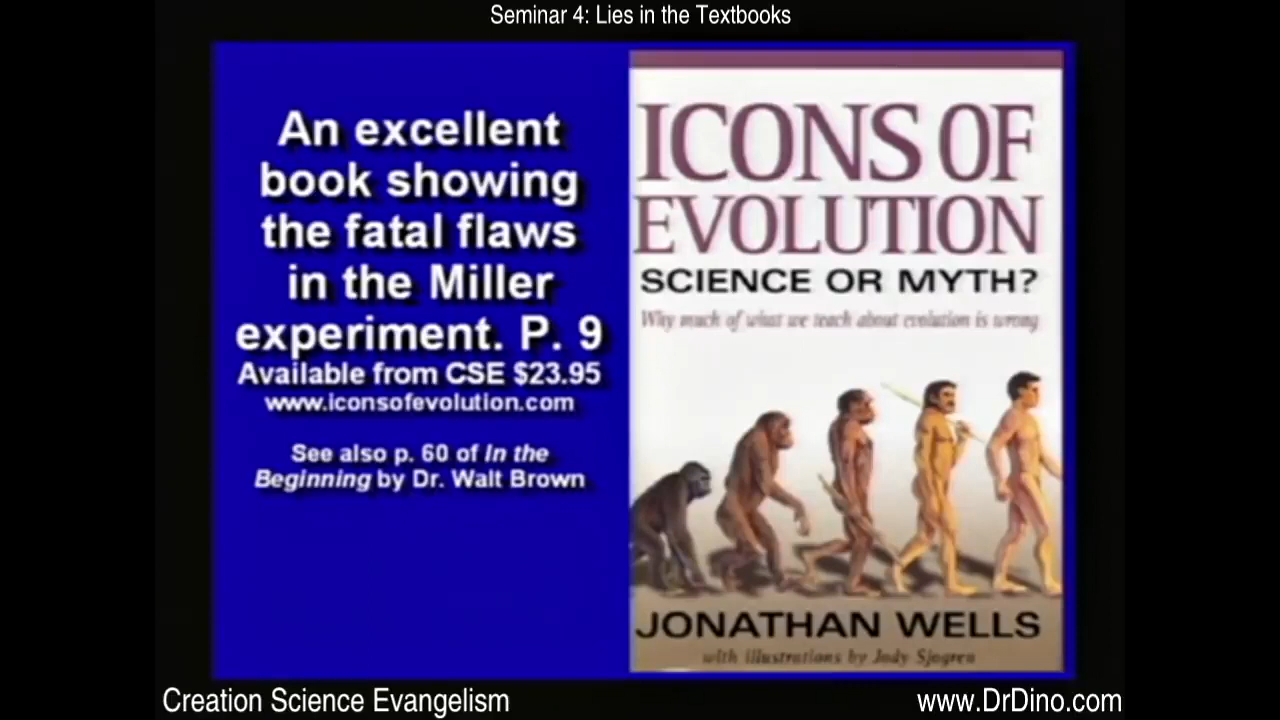 Seminar 4: Lies in the Textbooks
An excellent
book showing
the fatal flaws
in the Miller
experiment. P. 9
Available from CSE $23.95
www.iconsofevolution.com
See also p. 60 of In the
Beginning by Dr. Walt Brown
ICONS OF
EVOLUTION
SCIENCE OR MYTH?
Why much of what we teach about evolution is wrong
JONATHAN WELLS
with illustrations by Jody Sjogren
Creation Science Evangelism
www.DrDino.com